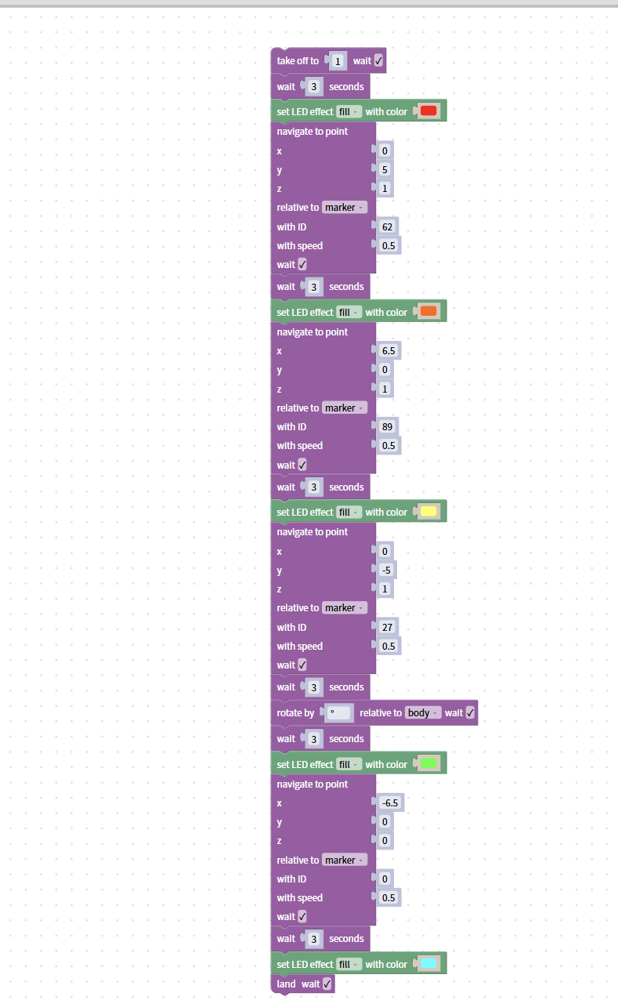 take off to 1 wait ✓
wait 3 seconds
set LED effect fill with color
navigate to point
x 0
y 5
z 1
relative to marker
with ID 62
with speed 0.5
wait ✓
wait 3 seconds
set LED effect fill with color
navigate to point
x 6.5
y 0
z 1
relative to marker
with ID 89
with speed 0.5
wait ✓
wait 3 seconds
set LED effect fill with color
navigate to point
x 0
y -5
z 1
relative to marker
with ID 27
with speed 0.5
wait ✓
wait 3 seconds
rotate by ° relative to body wait ✓
wait 3 seconds
set LED effect fill with color
navigate to point
x -6.5
y 0
z 0
relative to marker
with ID 0
with speed 0.5
wait ✓
wait 3 seconds
set LED effect fill with color
land wait ✓